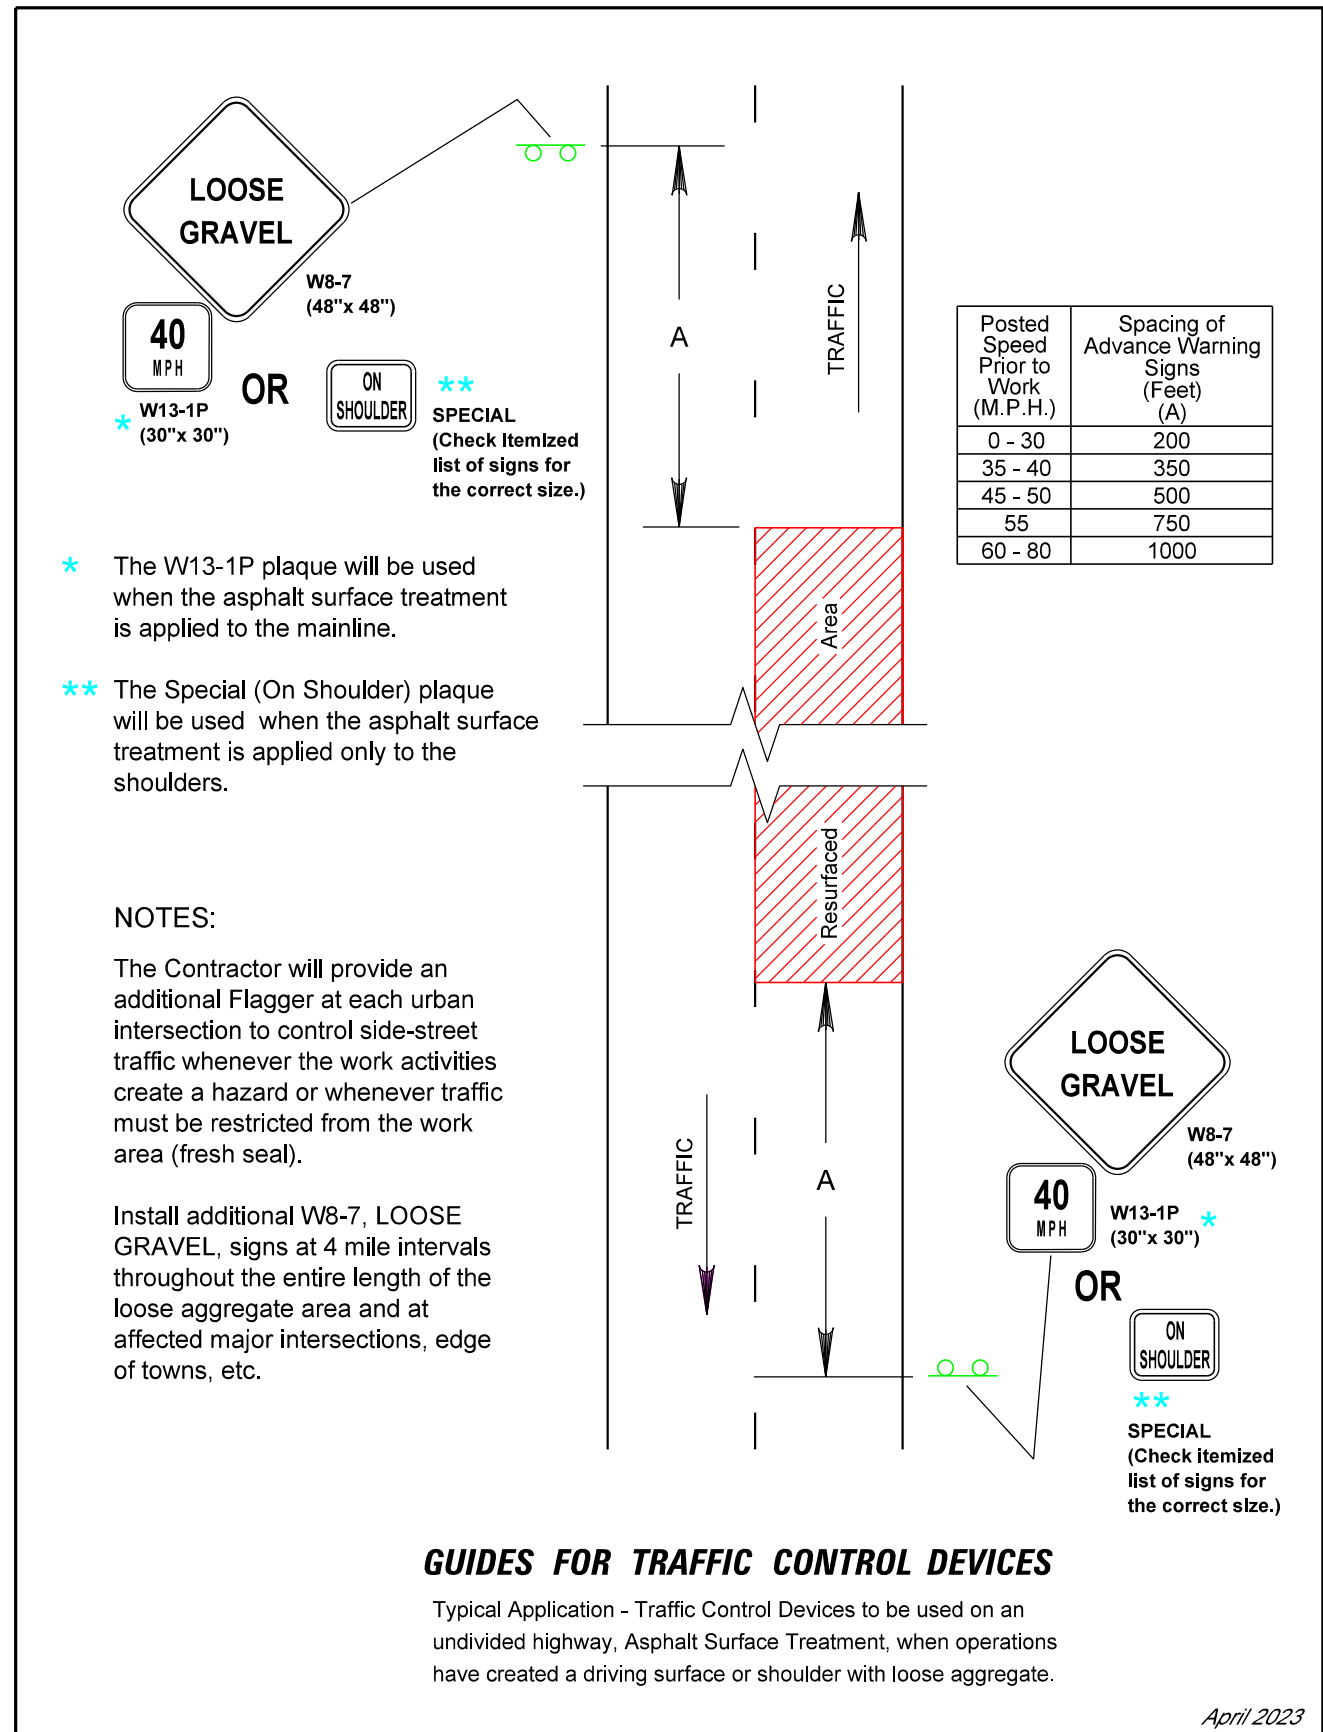 LOOSE
GRAVEL
W8-7
(48"x 48")
40
MPH
* W13-1P
(30"x 30")
OR
ON
SHOULDER
**
SPECIAL
(Check itemized
list of signs for
the correct size.)
* The W13-1P plaque will be used
when the asphalt surface treatment
is applied to the mainline.
** The Special (On Shoulder) plaque
will be used when the asphalt surface
treatment is applied only to the
shoulders.
NOTES:
The Contractor will provide an
additional Flagger at each urban
intersection to control side-street
traffic whenever the work activities
create a hazard or whenever traffic
must be restricted from the work
area (fresh seal).
Install additional W8-7, LOOSE
GRAVEL, signs at 4 mile intervals
throughout the entire length of the
loose aggregate area and at
affected major intersections, edge
of towns, etc.
A
TRAFFIC
Area
Resurfaced
TRAFFIC
A
Posted
Speed
Prior to
Work
(M.P.H.)
Spacing of
Advance Warning
Signs
(Feet)
(A)
0 - 30 200
35 - 40 350
45 - 50 500
55 750
60 - 80 1000
LOOSE
GRAVEL
W8-7
(48"x 48")
40
MPH
W13-1P *
(30"x 30")
OR
ON
SHOULDER
**
SPECIAL
(Check itemized
list of signs for
the correct size.)
GUIDES FOR TRAFFIC CONTROL DEVICES
Typical Application - Traffic Control Devices to be used on an
undivided highway, Asphalt Surface Treatment, when operations
have created a driving surface or shoulder with loose aggregate.
April 2023